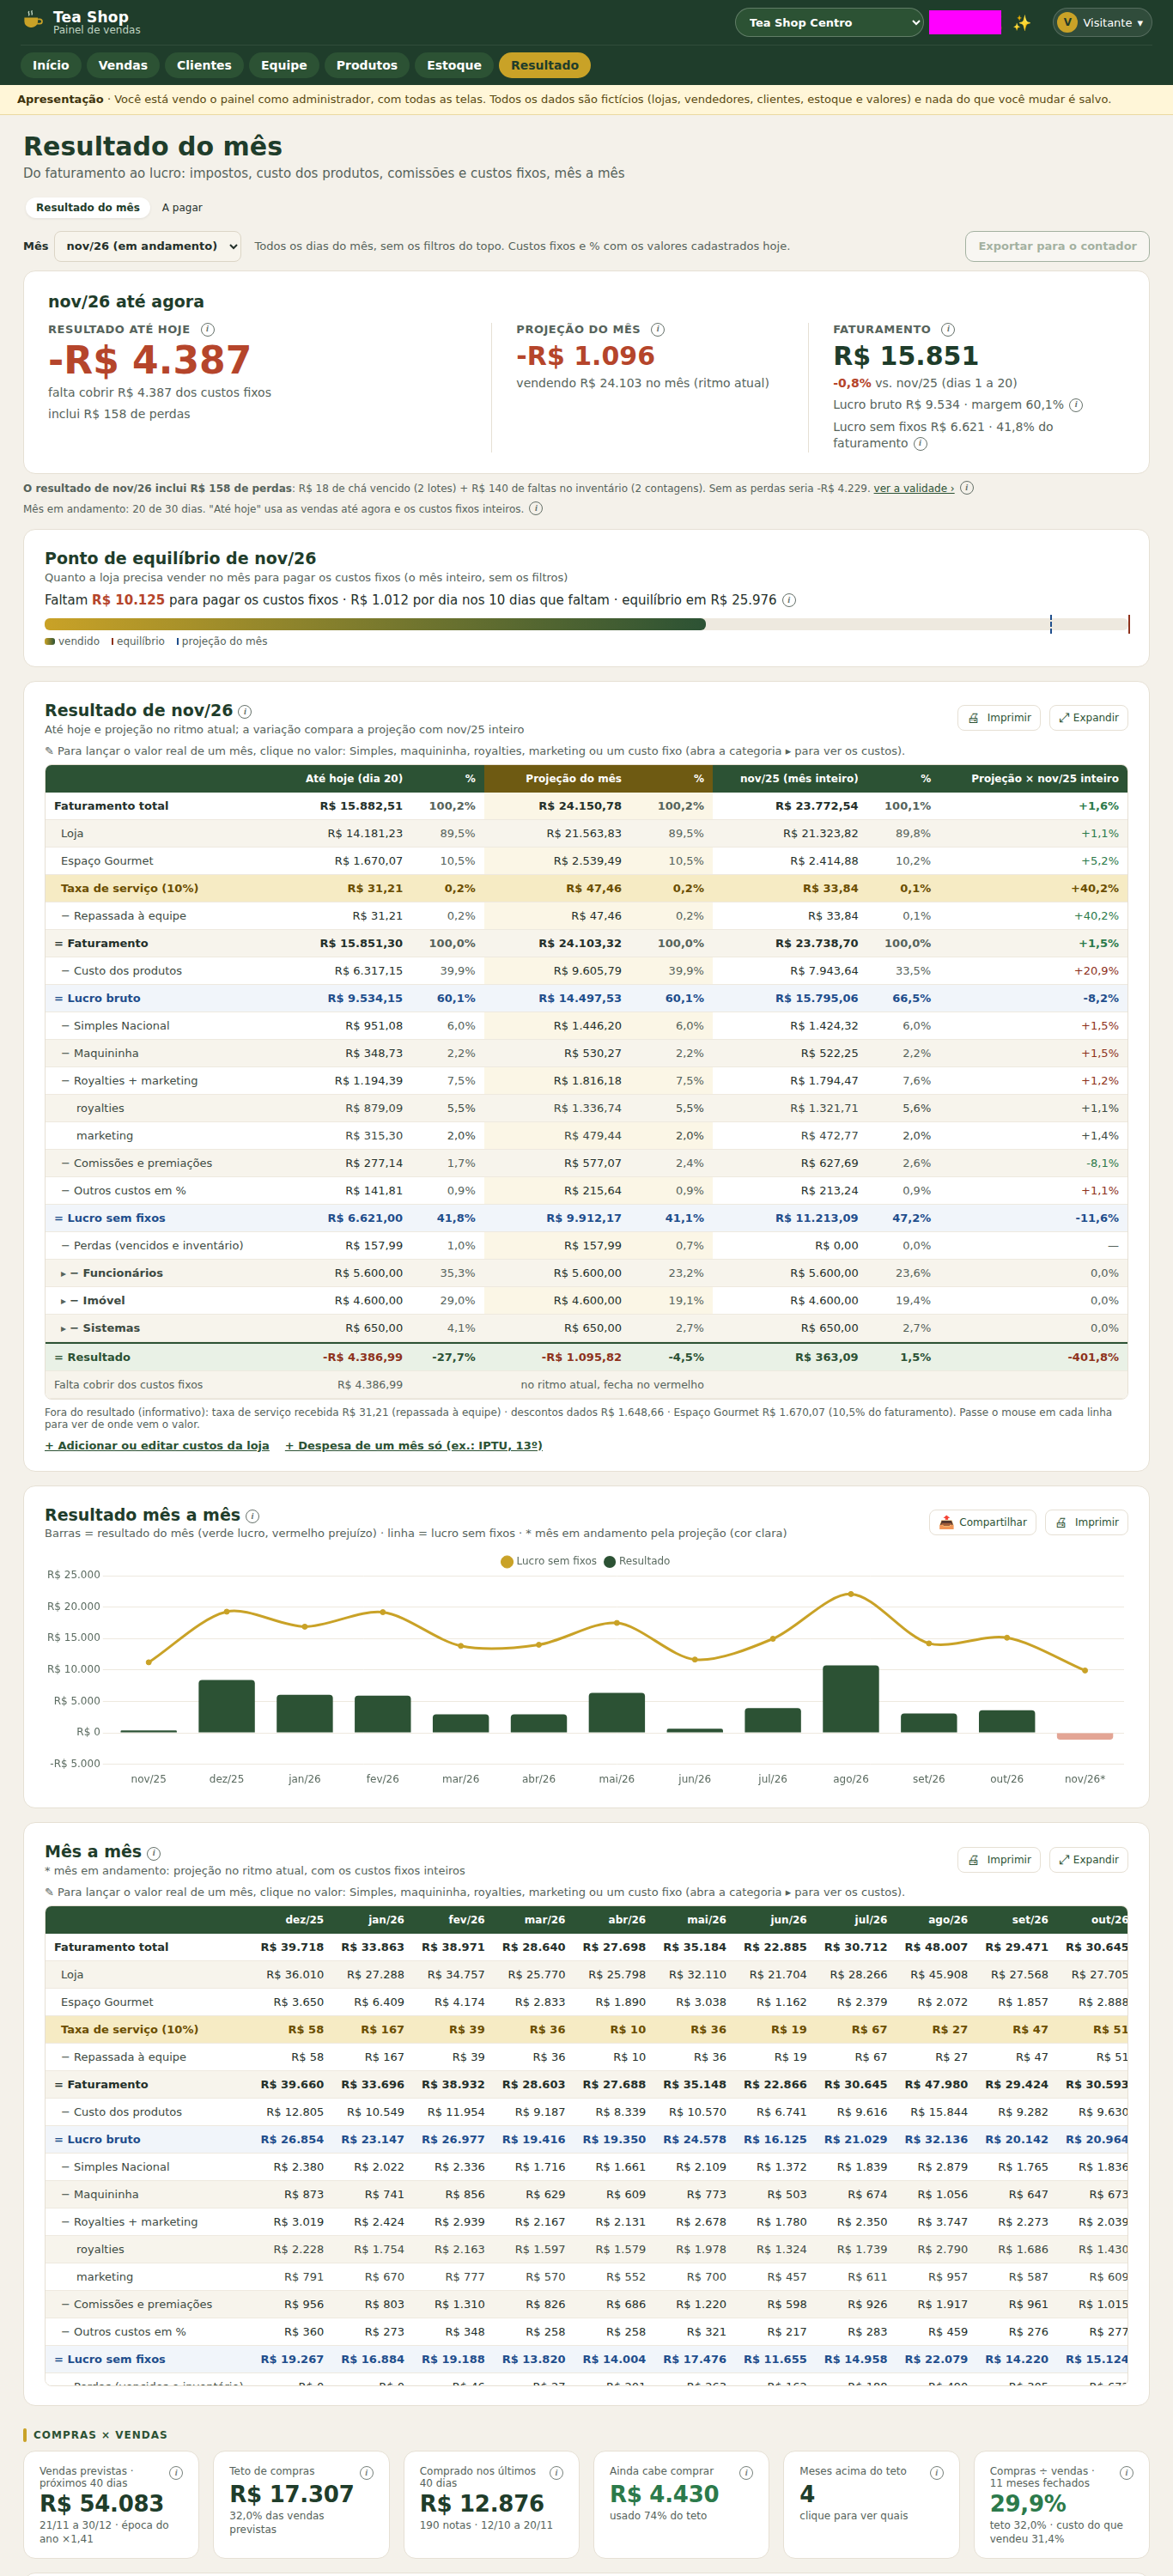 Tea Shop
Painel de vendas
Tea Shop Centro
V Visitante ▾
Início Vendas Clientes Equipe Produtos Estoque Resultado
Apresentação · Você está vendo o painel como administrador, com todas as telas. Todos os dados são fictícios (lojas, vendedores, clientes, estoque e valores) e nada do que você mudar é salvo.
Resultado do mês
Do faturamento ao lucro: impostos, custo dos produtos, comissões e custos fixos, mês a mês
Resultado do mês A pagar
Mês nov/26 (em andamento) Todos os dias do mês, sem os filtros do topo. Custos fixos e % com os valores cadastrados hoje. Exportar para o contador
nov/26 até agora
RESULTADO ATÉ HOJE i
-R$ 4.387
falta cobrir R$ 4.387 dos custos fixos
inclui R$ 158 de perdas
PROJEÇÃO DO MÊS i
-R$ 1.096
vendendo R$ 24.103 no mês (ritmo atual)
FATURAMENTO i
R$ 15.851
-0,8% vs. nov/25 (dias 1 a 20)
Lucro bruto R$ 9.534 · margem 60,1% i
Lucro sem fixos R$ 6.621 · 41,8% do
faturamento i
O resultado de nov/26 inclui R$ 158 de perdas: R$ 18 de chá vencido (2 lotes) + R$ 140 de faltas no inventário (2 contagens). Sem as perdas seria -R$ 4.229. ver a validade › i
Mês em andamento: 20 de 30 dias. "Até hoje" usa as vendas até agora e os custos fixos inteiros. i
Ponto de equilíbrio de nov/26
Quanto a loja precisa vender no mês para pagar os custos fixos (o mês inteiro, sem os filtros)
Faltam R$ 10.125 para pagar os custos fixos · R$ 1.012 por dia nos 10 dias que faltam · equilíbrio em R$ 25.976 i
vendido equilíbrio projeção do mês
Resultado de nov/26 i
Até hoje e projeção no ritmo atual; a variação compara a projeção com nov/25 inteiro
Imprimir Expandir
✎ Para lançar o valor real de um mês, clique no valor: Simples, maquininha, royalties, marketing ou um custo fixo (abra a categoria ▸ para ver os custos).
Até hoje (dia 20) % Projeção do mês % nov/25 (mês inteiro) % Projeção × nov/25 inteiro
Faturamento total R$ 15.882,51 100,2% R$ 24.150,78 100,2% R$ 23.772,54 100,1% +1,6%
Loja R$ 14.181,23 89,5% R$ 21.563,83 89,5% R$ 21.323,82 89,8% +1,1%
Espaço Gourmet R$ 1.670,07 10,5% R$ 2.539,49 10,5% R$ 2.414,88 10,2% +5,2%
Taxa de serviço (10%) R$ 31,21 0,2% R$ 47,46 0,2% R$ 33,84 0,1% +40,2%
− Repassada à equipe R$ 31,21 0,2% R$ 47,46 0,2% R$ 33,84 0,1% +40,2%
= Faturamento R$ 15.851,30 100,0% R$ 24.103,32 100,0% R$ 23.738,70 100,0% +1,5%
− Custo dos produtos R$ 6.317,15 39,9% R$ 9.605,79 39,9% R$ 7.943,64 33,5% +20,9%
= Lucro bruto R$ 9.534,15 60,1% R$ 14.497,53 60,1% R$ 15.795,06 66,5% -8,2%
− Simples Nacional R$ 951,08 6,0% R$ 1.446,20 6,0% R$ 1.424,32 6,0% +1,5%
− Maquininha R$ 348,73 2,2% R$ 530,27 2,2% R$ 522,25 2,2% +1,5%
− Royalties + marketing R$ 1.194,39 7,5% R$ 1.816,18 7,5% R$ 1.794,47 7,6% +1,2%
royalties R$ 879,09 5,5% R$ 1.336,74 5,5% R$ 1.321,71 5,6% +1,1%
marketing R$ 315,30 2,0% R$ 479,44 2,0% R$ 472,77 2,0% +1,4%
− Comissões e premiações R$ 277,14 1,7% R$ 577,07 2,4% R$ 627,69 2,6% -8,1%
− Outros custos em % R$ 141,81 0,9% R$ 215,64 0,9% R$ 213,24 0,9% +1,1%
= Lucro sem fixos R$ 6.621,00 41,8% R$ 9.912,17 41,1% R$ 11.213,09 47,2% -11,6%
− Perdas (vencidos e inventário) R$ 157,99 1,0% R$ 157,99 0,7% R$ 0,00 0,0% —
▸ − Funcionários R$ 5.600,00 35,3% R$ 5.600,00 23,2% R$ 5.600,00 23,6% 0,0%
▸ − Imóvel R$ 4.600,00 29,0% R$ 4.600,00 19,1% R$ 4.600,00 19,4% 0,0%
▸ − Sistemas R$ 650,00 4,1% R$ 650,00 2,7% R$ 650,00 2,7% 0,0%
= Resultado -R$ 4.386,99 -27,7% -R$ 1.095,82 -4,5% R$ 363,09 1,5% -401,8%
Falta cobrir dos custos fixos R$ 4.386,99 no ritmo atual, fecha no vermelho
Fora do resultado (informativo): taxa de serviço recebida R$ 31,21 (repassada à equipe) · descontos dados R$ 1.648,66 · Espaço Gourmet R$ 1.670,07 (10,5% do faturamento). Passe o mouse em cada linha
para ver de onde vem o valor.
+ Adicionar ou editar custos da loja + Despesa de um mês só (ex.: IPTU, 13º)
Resultado mês a mês i
Barras = resultado do mês (verde lucro, vermelho prejuízo) · linha = lucro sem fixos · * mês em andamento pela projeção (cor clara)
Compartilhar Imprimir
Lucro sem fixos Resultado
R$ 25.000
R$ 20.000
R$ 15.000
R$ 10.000
R$ 5.000
R$ 0
-R$ 5.000
nov/25 dez/25 jan/26 fev/26 mar/26 abr/26 mai/26 jun/26 jul/26 ago/26 set/26 out/26 nov/26*
Mês a mês i
* mês em andamento: projeção no ritmo atual, com os custos fixos inteiros
Imprimir Expandir
✎ Para lançar o valor real de um mês, clique no valor: Simples, maquininha, royalties, marketing ou um custo fixo (abra a categoria ▸ para ver os custos).
dez/25 jan/26 fev/26 mar/26 abr/26 mai/26 jun/26 jul/26 ago/26 set/26 out/26
Faturamento total R$ 39.718 R$ 33.863 R$ 38.971 R$ 28.640 R$ 27.698 R$ 35.184 R$ 22.885 R$ 30.712 R$ 48.007 R$ 29.471 R$ 30.645
Loja R$ 36.010 R$ 27.288 R$ 34.757 R$ 25.770 R$ 25.798 R$ 32.110 R$ 21.704 R$ 28.266 R$ 45.908 R$ 27.568 R$ 27.705
Espaço Gourmet R$ 3.650 R$ 6.409 R$ 4.174 R$ 2.833 R$ 1.890 R$ 3.038 R$ 1.162 R$ 2.379 R$ 2.072 R$ 1.857 R$ 2.888
Taxa de serviço (10%) R$ 58 R$ 167 R$ 39 R$ 36 R$ 10 R$ 36 R$ 19 R$ 67 R$ 27 R$ 47 R$ 51
− Repassada à equipe R$ 58 R$ 167 R$ 39 R$ 36 R$ 10 R$ 36 R$ 19 R$ 67 R$ 27 R$ 47 R$ 51
= Faturamento R$ 39.660 R$ 33.696 R$ 38.932 R$ 28.603 R$ 27.688 R$ 35.148 R$ 22.866 R$ 30.645 R$ 47.980 R$ 29.424 R$ 30.593
− Custo dos produtos R$ 12.805 R$ 10.549 R$ 11.954 R$ 9.187 R$ 8.339 R$ 10.570 R$ 6.741 R$ 9.616 R$ 15.844 R$ 9.282 R$ 9.630
= Lucro bruto R$ 26.854 R$ 23.147 R$ 26.977 R$ 19.416 R$ 19.350 R$ 24.578 R$ 16.125 R$ 21.029 R$ 32.136 R$ 20.142 R$ 20.964
− Simples Nacional R$ 2.380 R$ 2.022 R$ 2.336 R$ 1.716 R$ 1.661 R$ 2.109 R$ 1.372 R$ 1.839 R$ 2.879 R$ 1.765 R$ 1.836
− Maquininha R$ 873 R$ 741 R$ 856 R$ 629 R$ 609 R$ 773 R$ 503 R$ 674 R$ 1.056 R$ 647 R$ 673
− Royalties + marketing R$ 3.019 R$ 2.424 R$ 2.939 R$ 2.167 R$ 2.131 R$ 2.678 R$ 1.780 R$ 2.350 R$ 3.747 R$ 2.273 R$ 2.039
royalties R$ 2.228 R$ 1.754 R$ 2.163 R$ 1.597 R$ 1.579 R$ 1.978 R$ 1.324 R$ 1.739 R$ 2.790 R$ 1.686 R$ 1.430
marketing R$ 791 R$ 670 R$ 777 R$ 570 R$ 552 R$ 700 R$ 457 R$ 611 R$ 957 R$ 587 R$ 609
− Comissões e premiações R$ 956 R$ 803 R$ 1.310 R$ 826 R$ 686 R$ 1.220 R$ 598 R$ 926 R$ 1.917 R$ 961 R$ 1.015
− Outros custos em % R$ 360 R$ 273 R$ 348 R$ 258 R$ 258 R$ 321 R$ 217 R$ 283 R$ 459 R$ 276 R$ 277
= Lucro sem fixos R$ 19.267 R$ 16.884 R$ 19.188 R$ 13.820 R$ 14.004 R$ 17.476 R$ 11.655 R$ 14.958 R$ 22.079 R$ 14.220 R$ 15.124
COMPRAS × VENDAS
Vendas previstas ·
próximos 40 dias i
R$ 54.083
21/11 a 30/12 · época do
ano ×1,41
Teto de compras i
R$ 17.307
32,0% das vendas
previstas
Comprado nos últimos
40 dias i
R$ 12.876
190 notas · 12/10 a 20/11
Ainda cabe comprar i
R$ 4.430
usado 74% do teto
Meses acima do teto i
4
clique para ver quais
Compras ÷ vendas ·
11 meses fechados i
29,9%
teto 32,0% · custo do que
vendeu 31,4%